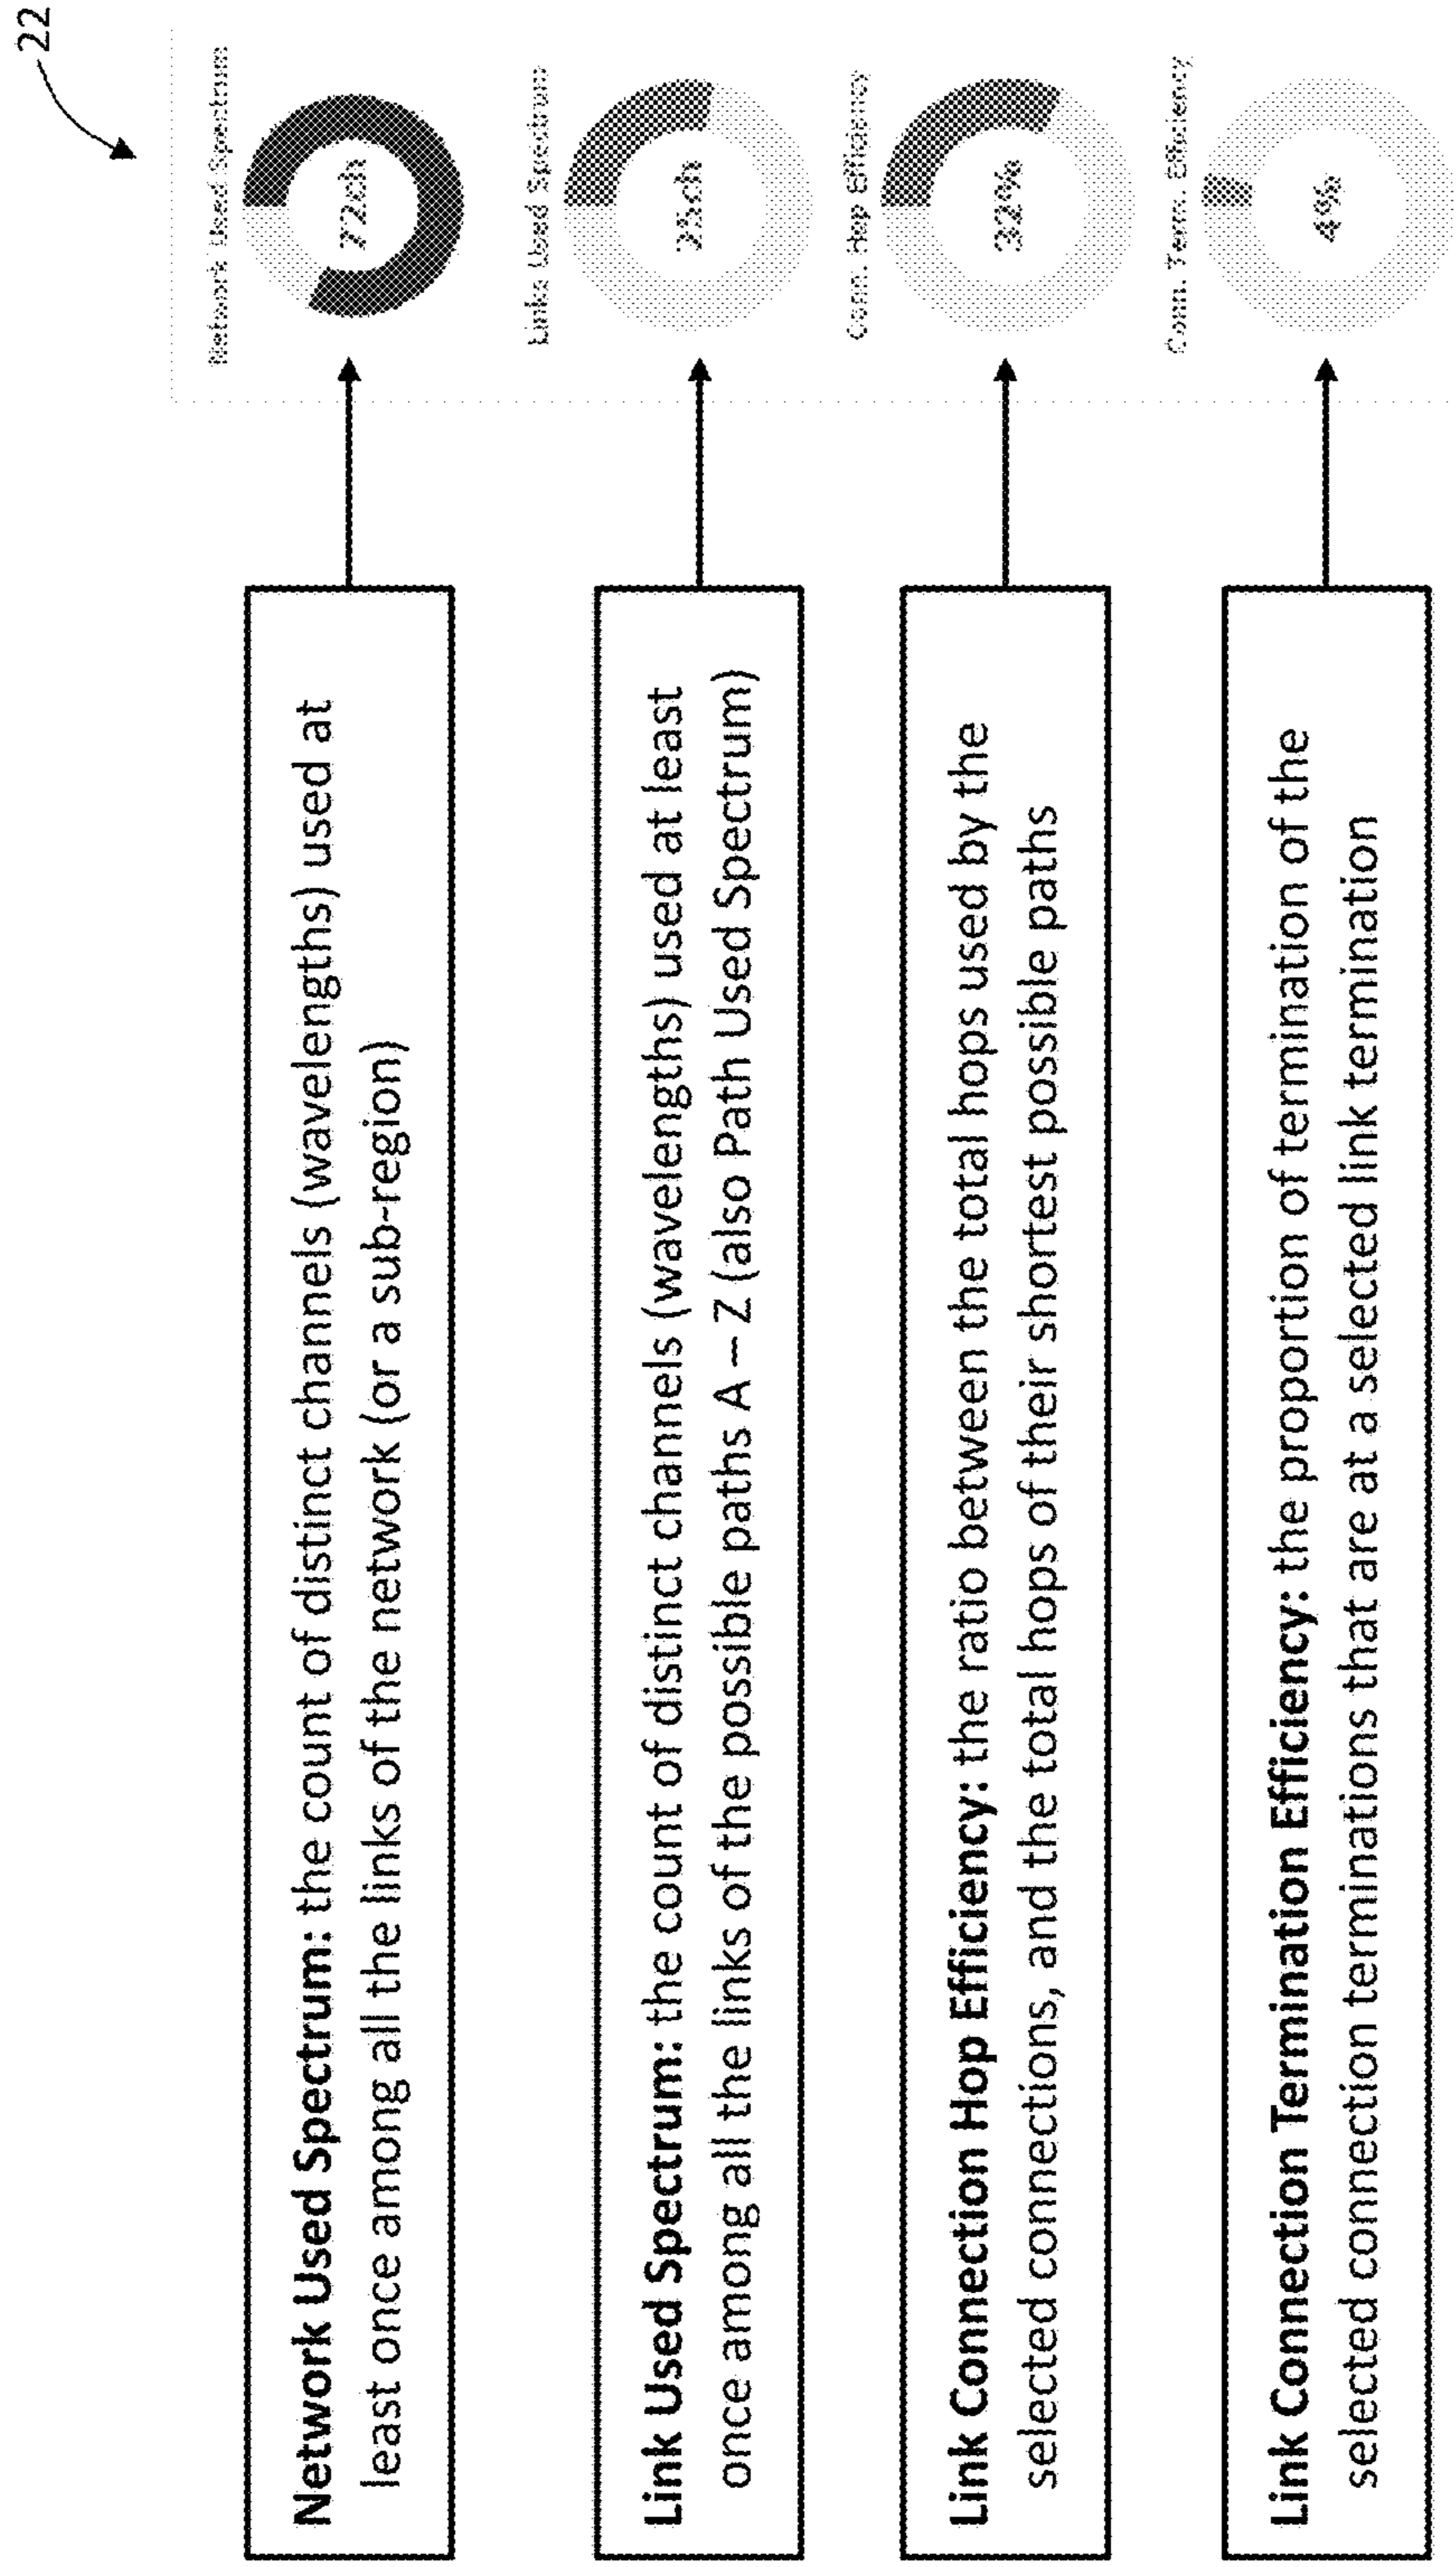 22
Network Used Spectrum: the count of distinct channels (wavelengths) used at
least once among all the links of the network (or a sub-region)
Network Used Spectrum
72ch
Link Used Spectrum: the count of distinct channels (wavelengths) used at least
once among all the links of the possible paths A – Z (also Path Used Spectrum)
Links Used Spectrum
25ch
Link Connection Hop Efficiency: the ratio between the total hops used by the
selected connections, and the total hops of their shortest possible paths
Conn. Hop Efficiency
32%
Link Connection Termination Efficiency: the proportion of termination of the
selected connection terminations that are at a selected link termination
Conn. Term. Efficiency
4%